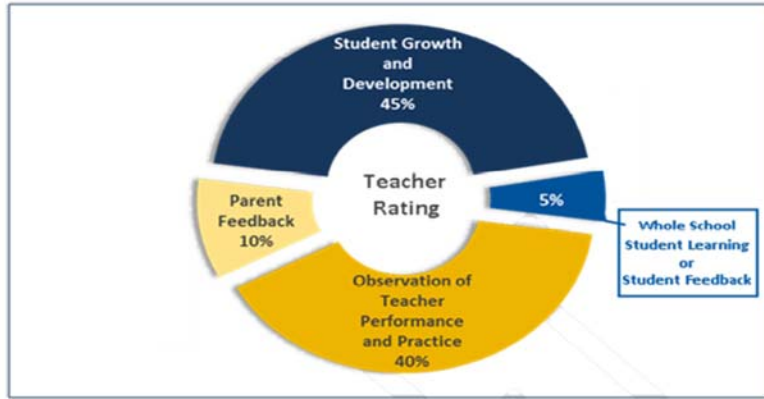 Student Growth
and
Development
45%
Teacher
Rating
Parent
Feedback
10%
5%
Whole School
Student Learning
or
Student Feedback
Observation of
Teacher
Performance
and Practice
40%